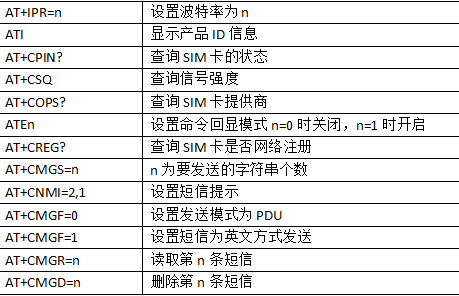 AT+IPR=n 设置波特率为 n
ATI 显示产品 ID 信息
AT+CPIN? 查询 SIM 卡的状态
AT+CSQ 查询信号强度
AT+COPS? 查询 SIM 卡提供商
ATEn 设置命令回显模式 n=0 时关闭，n=1 时开启
AT+CREG? 查询 SIM 卡是否网络注册
AT+CMGS=n n 为要发送的字符串个数
AT+CNMI=2,1 设置短信提示
AT+CMGF=0 设置发送模式为 PDU
AT+CMGF=1 设置短信为英文方式发送
AT+CMGR=n 读取第 n 条短信
AT+CMGD=n 删除第 n 条短信